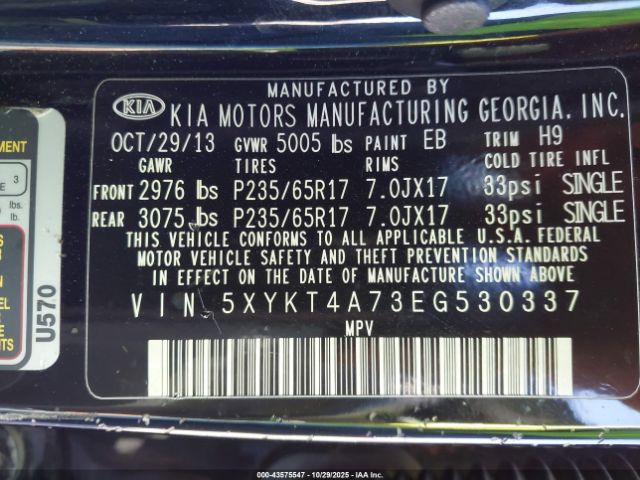 MANUFACTURED BY
KIA KIA MOTORS MANUFACTURING GEORGIA, INC.
OCT/29/13 GVWR 5005 lbs PAINT EB TRIM H9
GAWR TIRES RIMS COLD TIRE INFL
FRONT 2976 lbs P235/65R17 7.0JX17 33psi SINGLE
REAR 3075 lbs P235/65R17 7.0JX17 33psi SINGLE
THIS VEHICLE CONFORMS TO ALL APPLICABLE U.S.A. FEDERAL
MOTOR VEHICLE SAFETY AND THEFT PREVENTION STANDARDS
IN EFFECT ON THE DATE OF MANUFACTURE SHOWN ABOVE
VIN 5XYKT4A73EG530337
MPV
U570
3
lbs.
lb.
000-43575547 • 10/29/2025 • IAA, Inc.